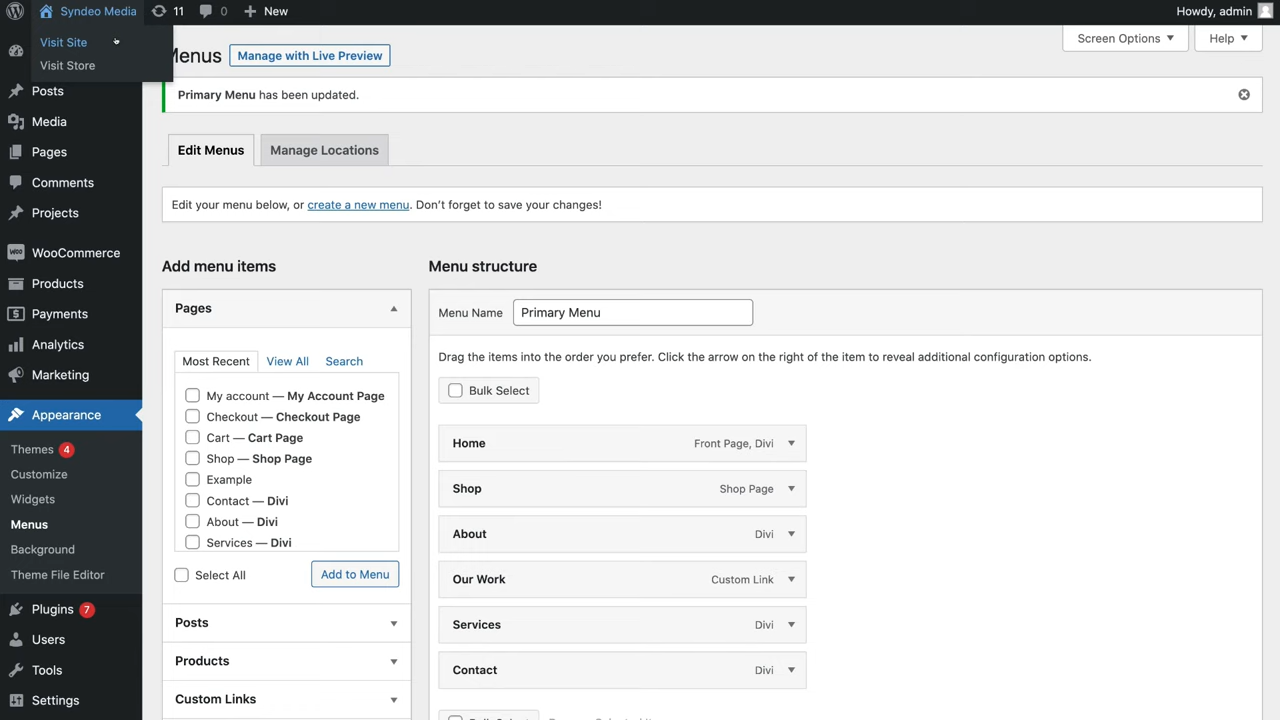 Syndeo Media
11
0
New
Howdy, admin
Visit Site
Visit Store
Menus
Manage with Live Preview
Screen Options
Help
Primary Menu has been updated.
Posts
Media
Pages
Comments
Projects
WooCommerce
Products
Payments
Analytics
Marketing
Appearance
Themes 4
Customize
Widgets
Menus
Background
Theme File Editor
Plugins 7
Users
Tools
Settings
Edit Menus
Manage Locations
Edit your menu below, or create a new menu. Don’t forget to save your changes!
Add menu items
Pages
Most Recent
View All
Search
My account — My Account Page
Checkout — Checkout Page
Cart — Cart Page
Shop — Shop Page
Example
Contact — Divi
About — Divi
Services — Divi
Select All
Add to Menu
Posts
Products
Custom Links
Menu structure
Menu Name
Primary Menu
Drag the items into the order you prefer. Click the arrow on the right of the item to reveal additional configuration options.
Bulk Select
Home
Front Page, Divi
Shop
Shop Page
About
Divi
Our Work
Custom Link
Services
Divi
Contact
Divi